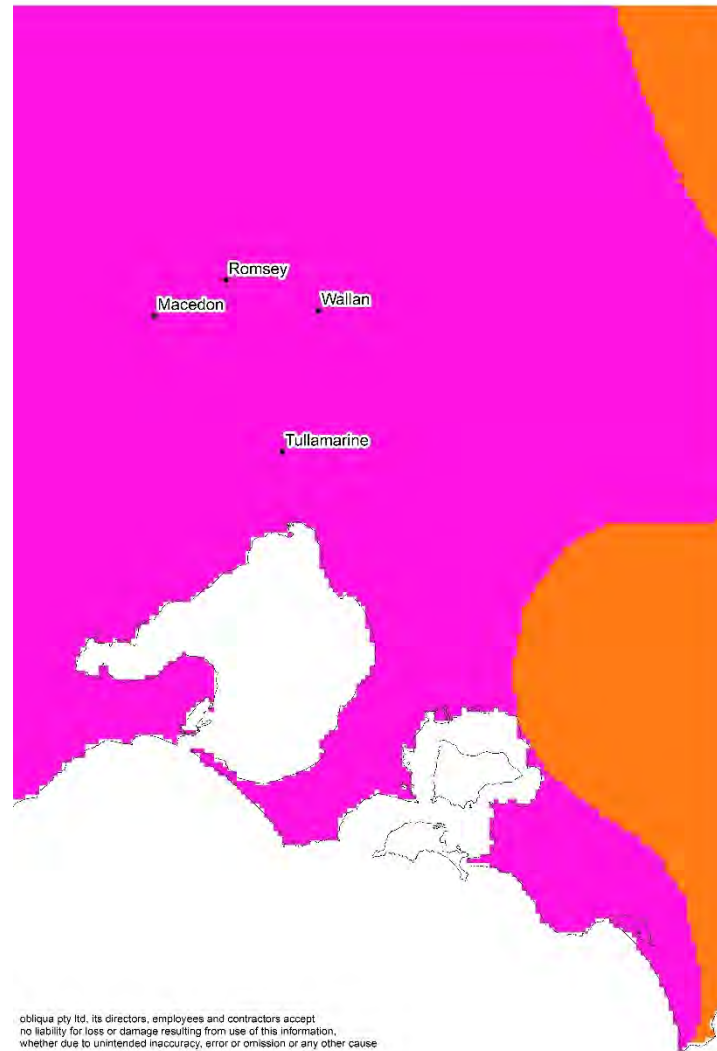 Romsey
Macedon
Wallan
Tullamarine
obliqua pty ltd, its directors, employees and contractors accept
no liability for loss or damage resulting from use of this information,
whether due to unintended inaccuracy, error or omission or any other cause